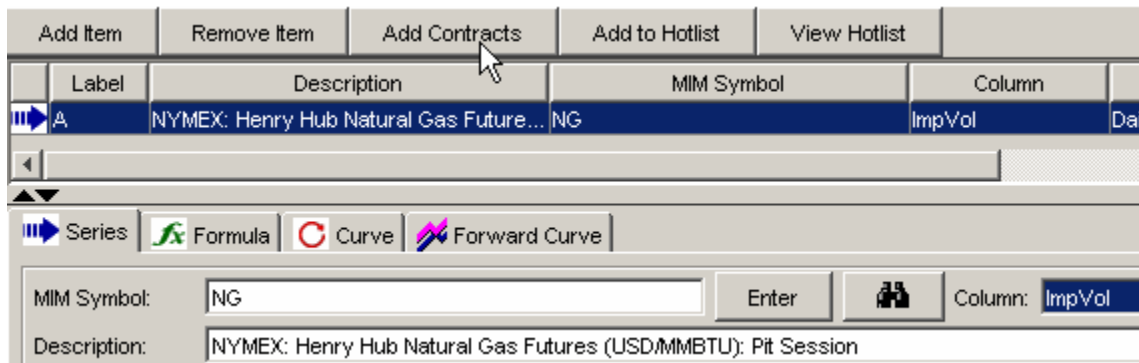 Add Item Remove Item Add Contracts Add to Hotlist View Hotlist
Label Description MIM Symbol Column
A NYMEX: Henry Hub Natural Gas Future... NG ImpVol Da
Series fx Formula Curve Forward Curve
MIM Symbol: NG Enter Column: ImpVol
Description: NYMEX: Henry Hub Natural Gas Futures (USD/MMBTU): Pit Session